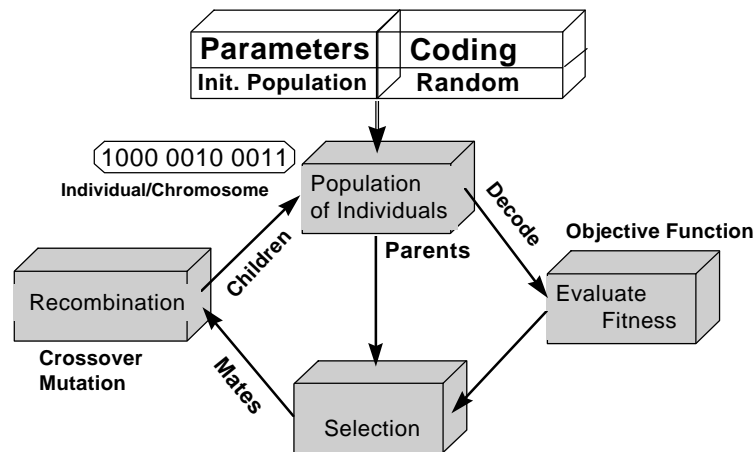 Parameters Coding
Init. Population Random
1000 0010 0011
Individual/Chromosome
Population
of Individuals
Decode
Objective Function
Children
Parents
Recombination
Evaluate
Fitness
Crossover
Mutation
Mates
Selection